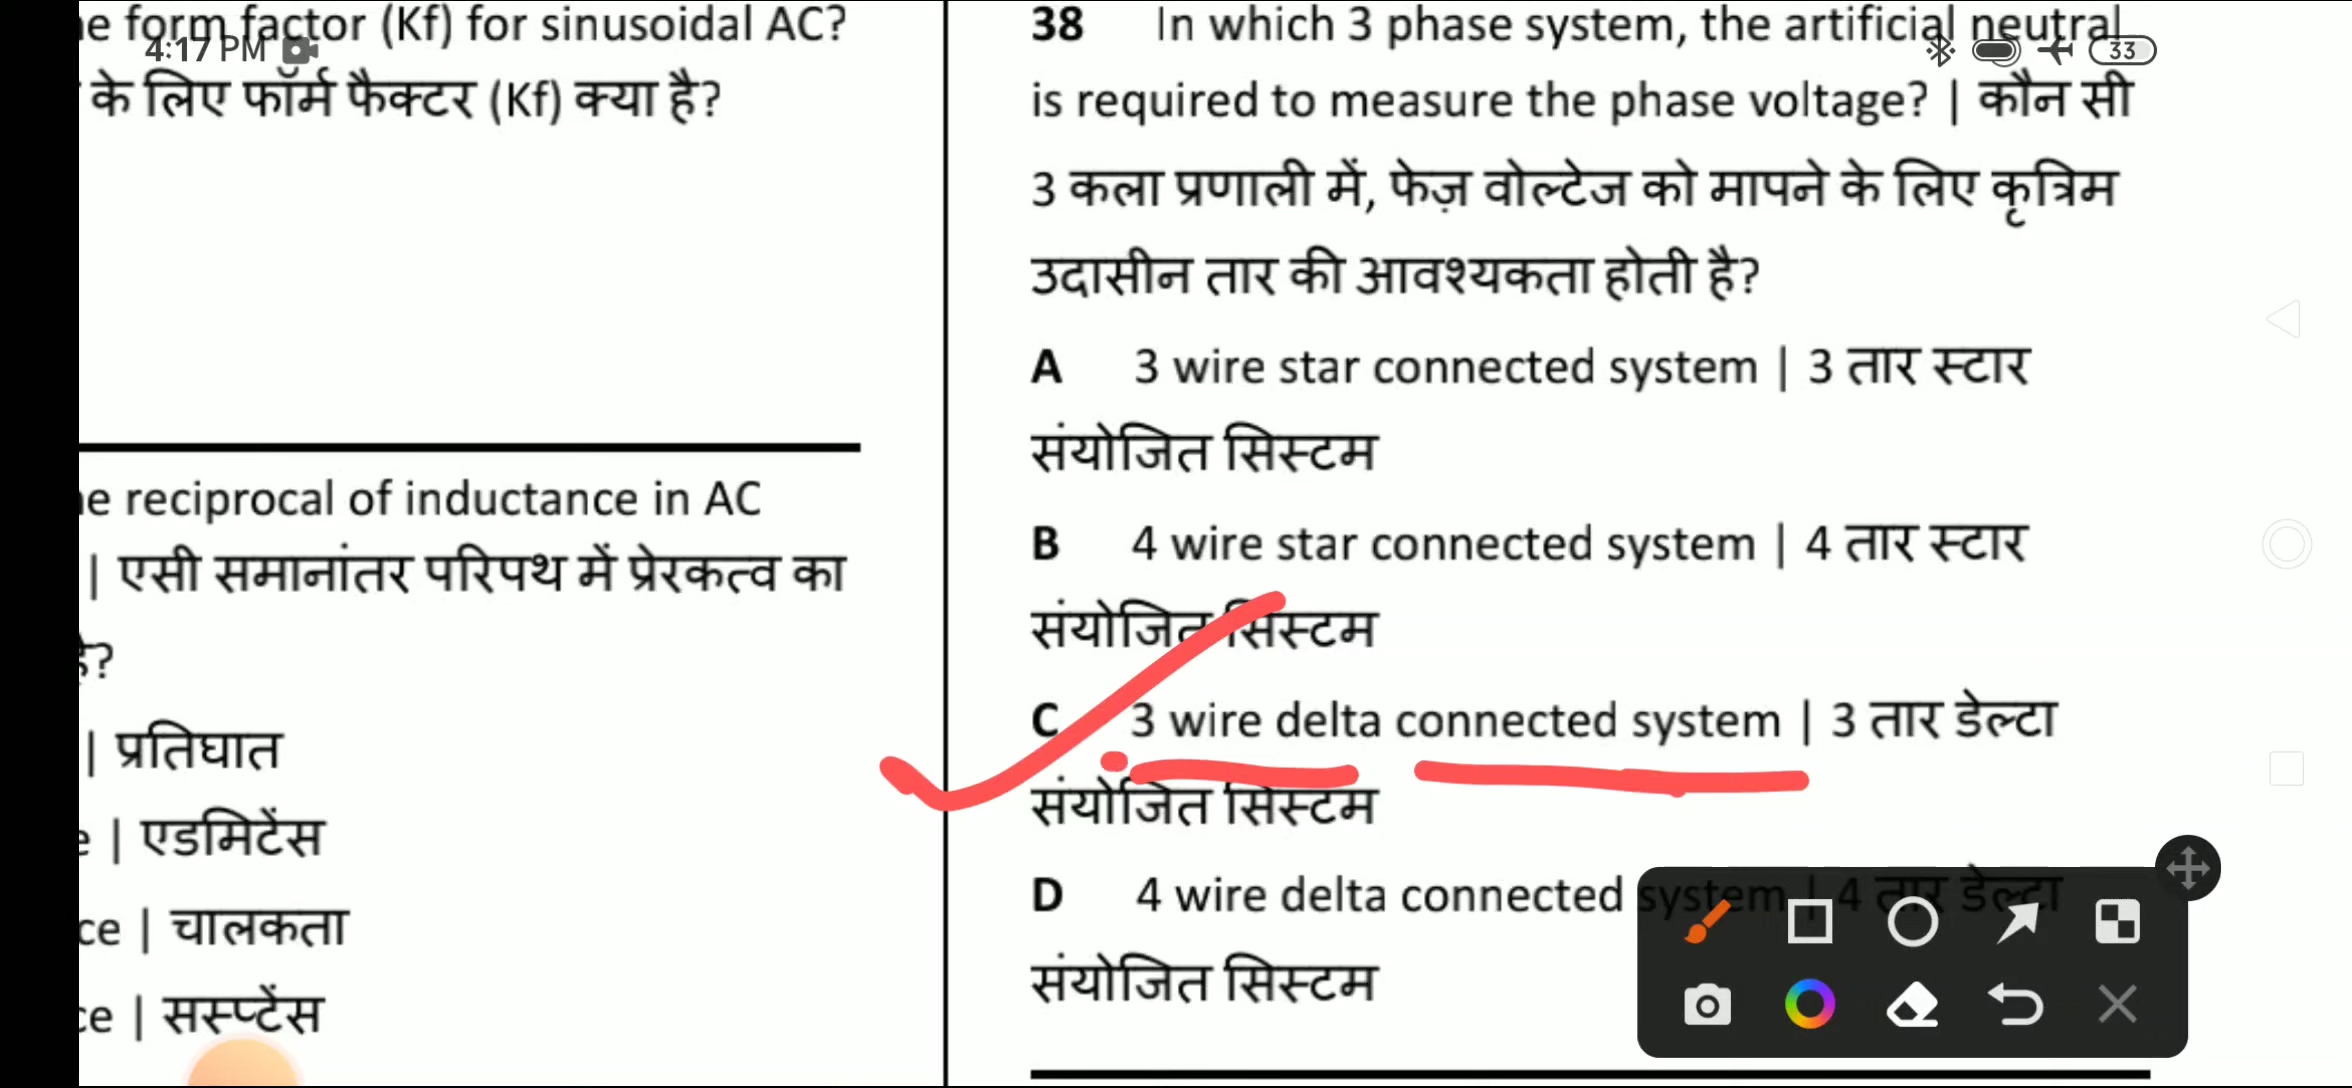 4:17 PM
33
form factor (Kf) for sinusoidal AC?
के लिए फॉर्म फैक्टर (Kf) क्या है?
reciprocal of inductance in AC
| एसी समानांतर परिपथ में प्रेरकत्व का
?
| प्रतिघात
| एडमिटेंस
| चालकता
| सस्प्टेंस
38 In which 3 phase system, the artificial neutral
is required to measure the phase voltage? | कौन सी
3 कला प्रणाली में, फेज़ वोल्टेज को मापने के लिए कृत्रिम
उदासीन तार की आवश्यकता होती है?
A 3 wire star connected system | 3 तार स्टार
संयोजित सिस्टम
B 4 wire star connected system | 4 तार स्टार
संयोजित सिस्टम
C 3 wire delta connected system | 3 तार डेल्टा
संयोजित सिस्टम
D 4 wire delta connected system | 4 तार डेल्टा
संयोजित सिस्टम